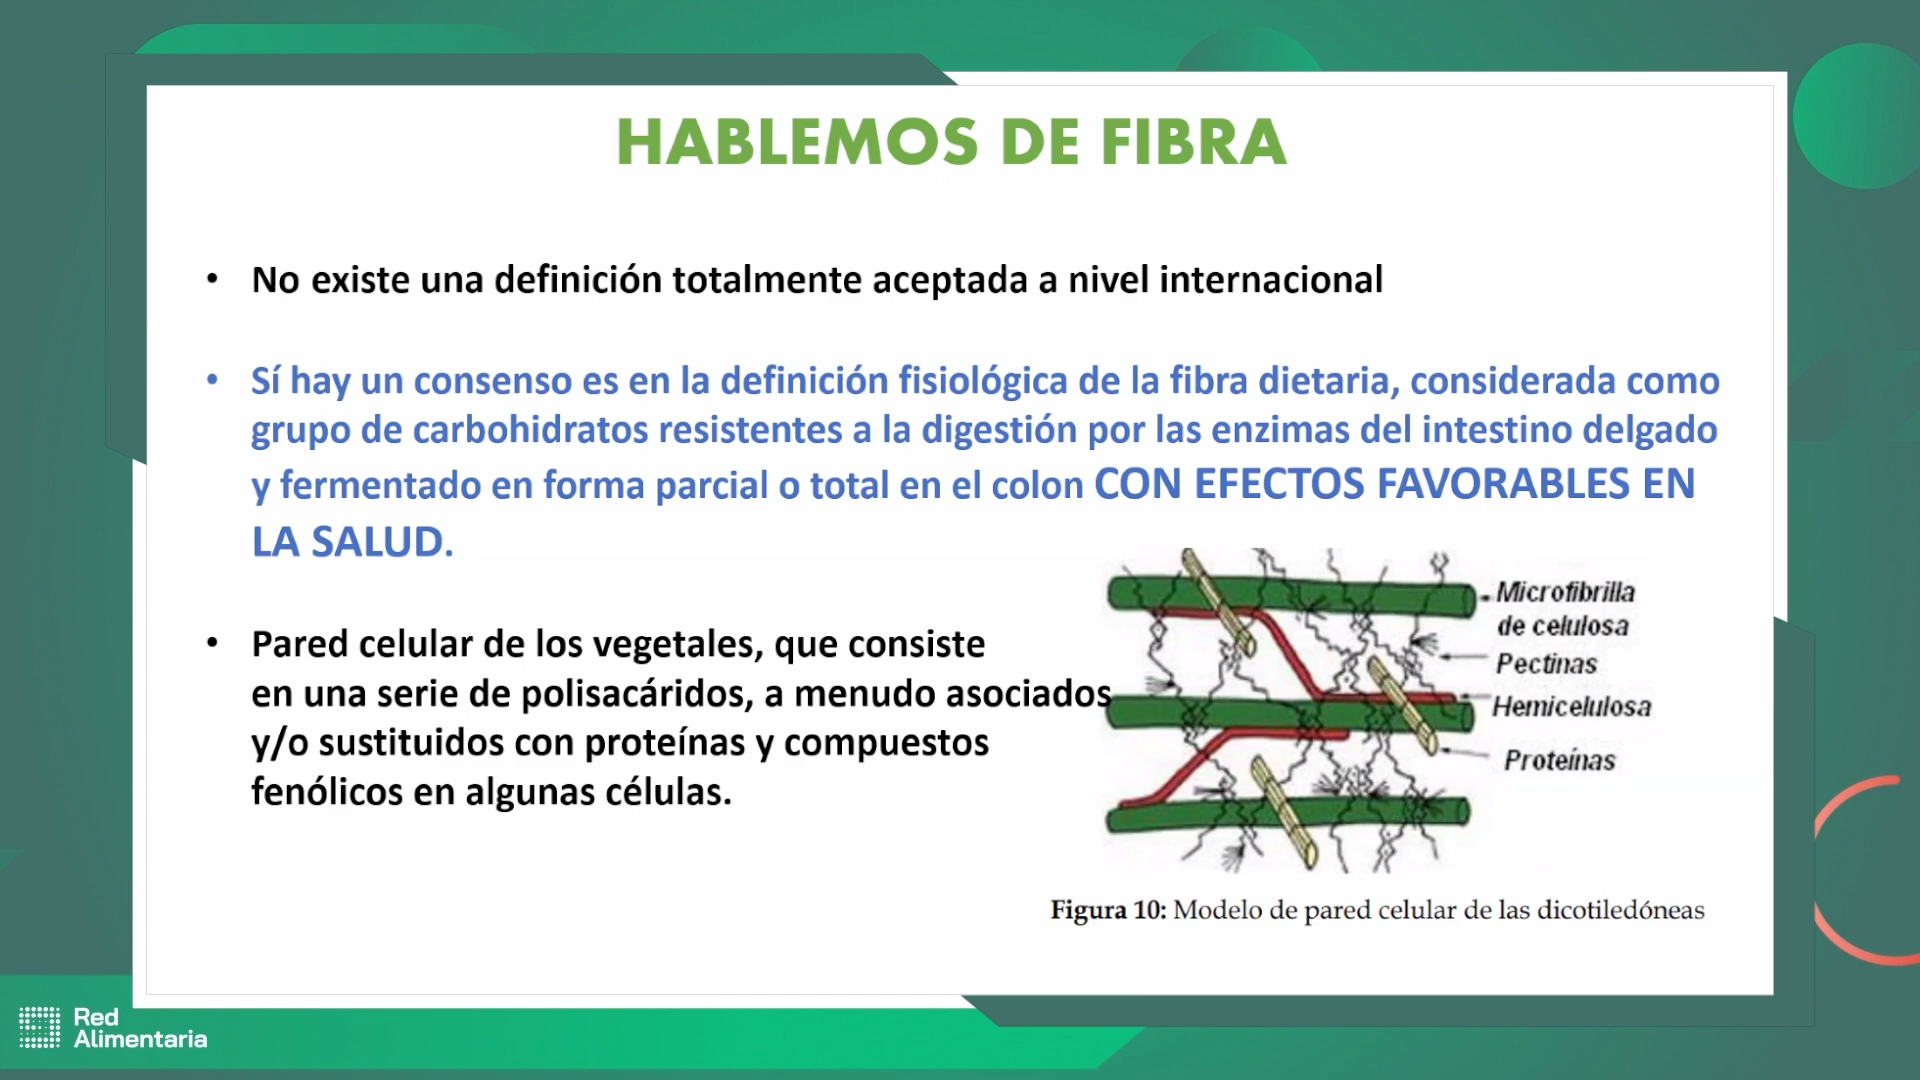 HABLEMOS DE FIBRA
• No existe una definición totalmente aceptada a nivel internacional
• Sí hay un consenso es en la definición fisiológica de la fibra dietaria, considerada como
grupo de carbohidratos resistentes a la digestión por las enzimas del intestino delgado
y fermentado en forma parcial o total en el colon CON EFECTOS FAVORABLES EN
LA SALUD.
• Pared celular de los vegetales, que consiste
en una serie de polisacáridos, a menudo asociados
y/o sustituidos con proteínas y compuestos
fenólicos en algunas células.
Microfibrilla
de celulosa
Pectinas
Hemicelulosa
Proteínas
Figura 10: Modelo de pared celular de las dicotiledóneas
Red
Alimentaria